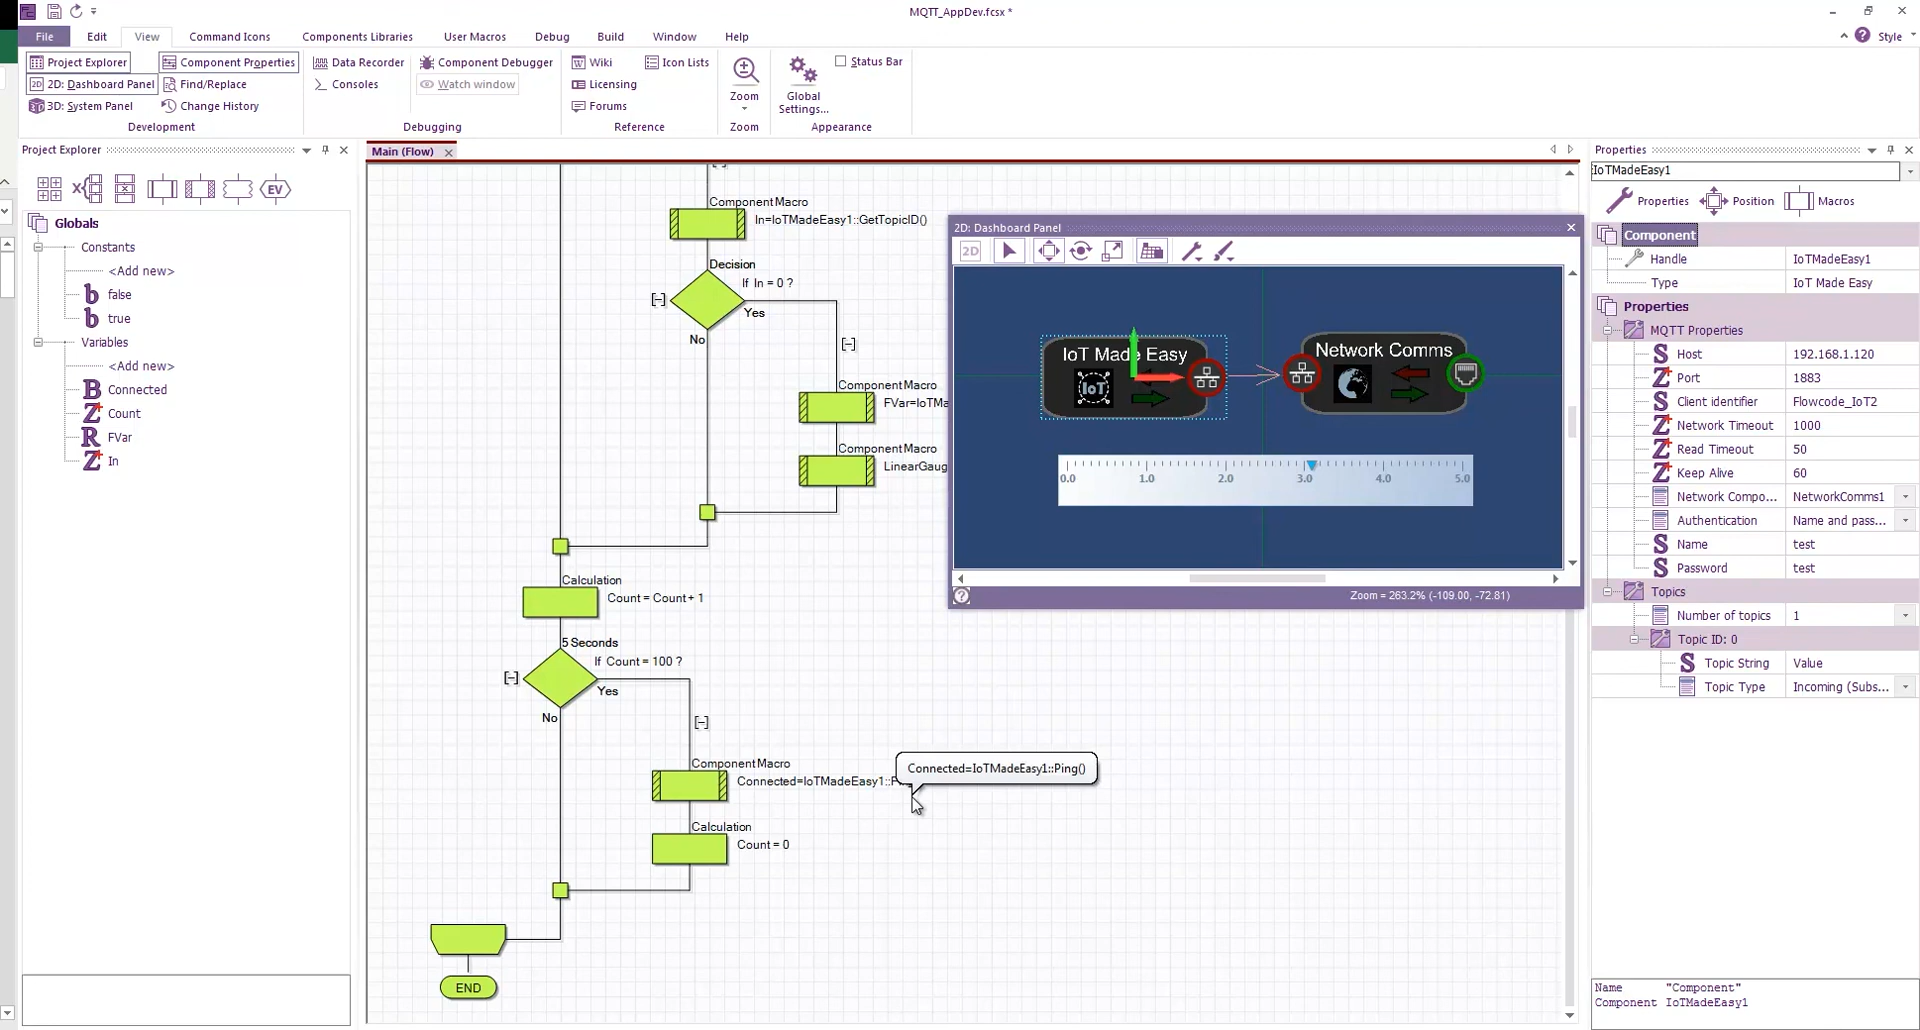 MQTT_AppDev.fcsx *
File
Edit
View
Command Icons
Components Libraries
User Macros
Debug
Build
Window
Help
Style
Project Explorer
Component Properties
2D: Dashboard Panel
Find/Replace
3D: System Panel
Change History
Development
Data Recorder
Component Debugger
Consoles
Watch window
Debugging
Wiki
Icon Lists
Licensing
Forums
Reference
Zoom
Zoom
Global
Settings...
Status Bar
Appearance
Project Explorer
EV
Globals
Constants
<Add new>
false
true
Variables
<Add new>
Connected
Count
FVar
In
Main (Flow)
Component Macro
In=IoTMadeEasy1::GetTopicID()
Decision
If In = 0 ?
Yes
No
Component Macro
FVar=IoTMa
Component Macro
LinearGaug
Calculation
Count = Count + 1
5 Seconds
If Count = 100 ?
Yes
No
Component Macro
Connected=IoTMadeEasy1::Pin
Connected=IoTMadeEasy1::Ping()
Calculation
Count = 0
END
2D: Dashboard Panel
2D
IoT Made Easy
IoT
Network Comms
0.0 1.0 2.0 3.0 4.0 5.0
Zoom = 263.2% (-109.00, -72.81)
Properties
IoTMadeEasy1
Properties
Position
Macros
Component
Handle IoTMadeEasy1
Type IoT Made Easy
Properties
MQTT Properties
Host 192.168.1.120
Port 1883
Client identifier Flowcode_IoT2
Network Timeout 1000
Read Timeout 50
Keep Alive 60
Network Compo... NetworkComms1
Authentication Name and pass...
Name test
Password test
Topics
Number of topics 1
Topic ID: 0
Topic String Value
Topic Type Incoming (Subs...
Name "Component"
Component IoTMadeEasy1